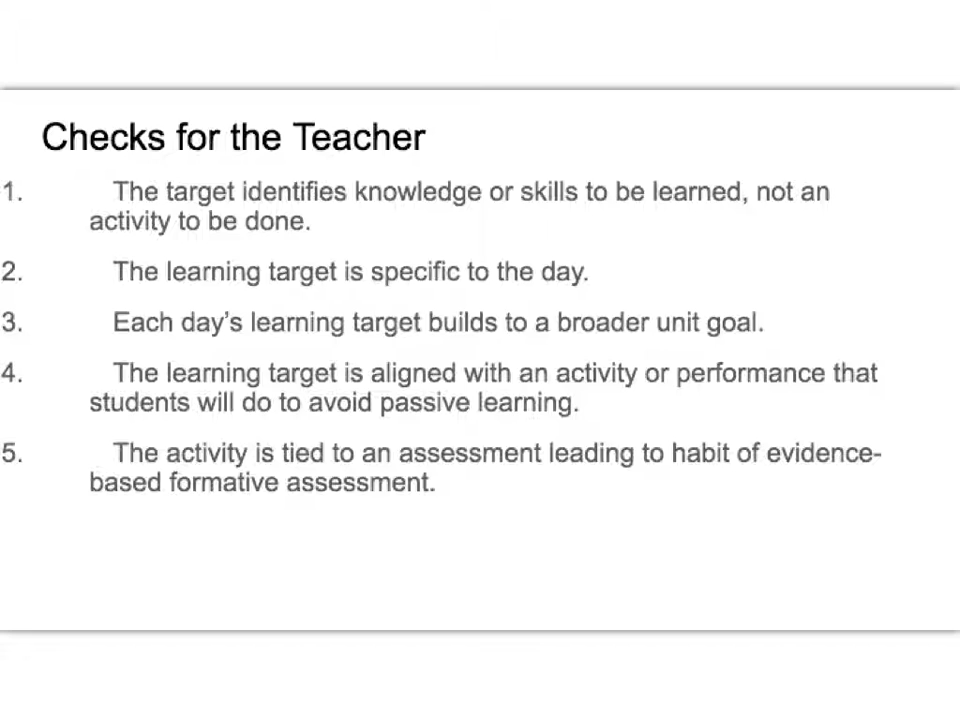 Checks for the Teacher
1. The target identifies knowledge or skills to be learned, not an
activity to be done.
2. The learning target is specific to the day.
3. Each day’s learning target builds to a broader unit goal.
4. The learning target is aligned with an activity or performance that
students will do to avoid passive learning.
5. The activity is tied to an assessment leading to habit of evidence-
based formative assessment.